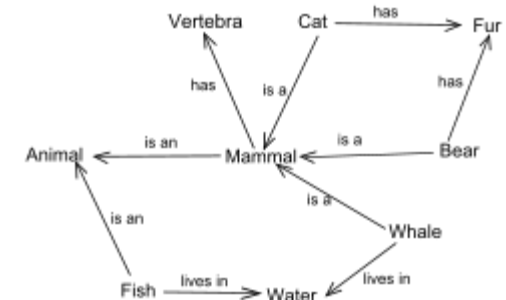 Vertebra
Cat
has
Fur
has
is a
has
Animal
is an
Mammal
is a
Bear
is a
is an
Whale
Fish
lives in
Water
lives in